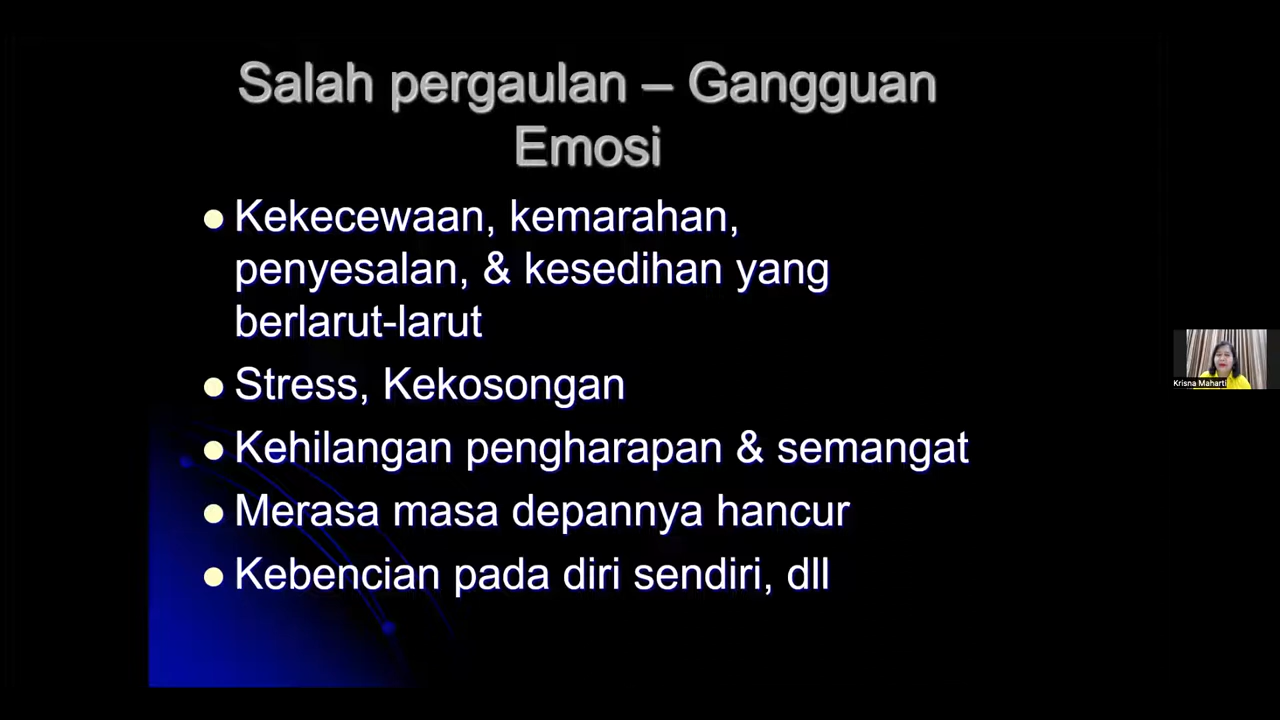 Salah pergaulan – Gangguan
Emosi
Kekecewaan, kemarahan,
penyesalan, & kesedihan yang
berlarut-larut
Stress, Kekosongan
Kehilangan pengharapan & semangat
Merasa masa depannya hancur
Kebencian pada diri sendiri, dll
Krisna Maharti